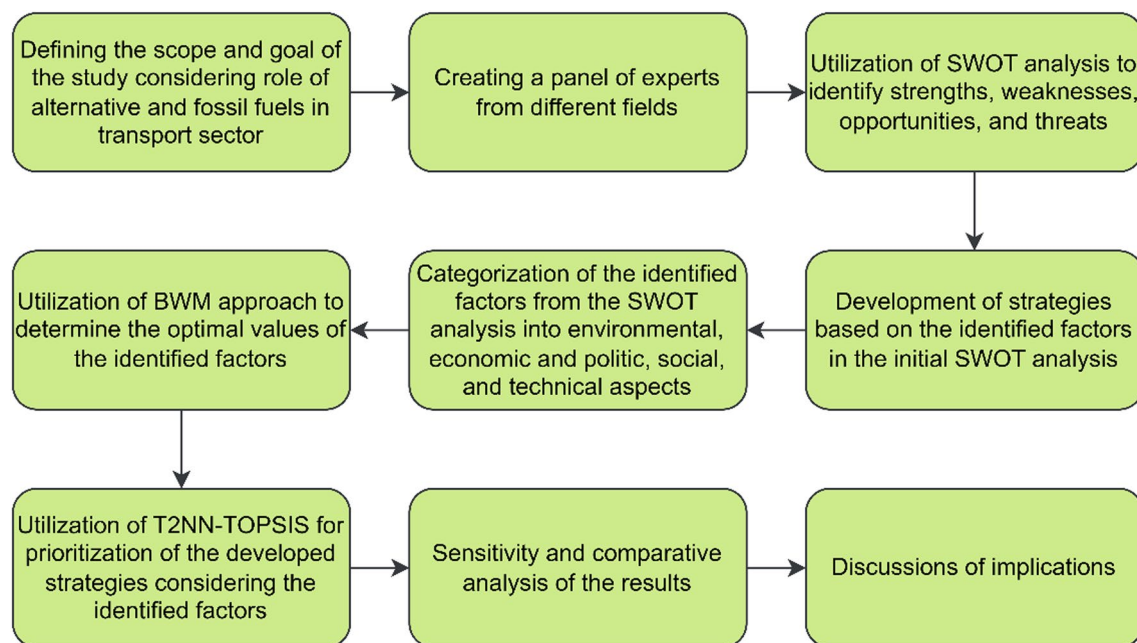 Defining the scope and goal of
the study considering role of
alternative and fossil fuels in
transport sector
Creating a panel of experts
from different fields
Utilization of SWOT analysis to
identify strengths, weaknesses,
opportunities, and threats
Development of strategies
based on the identified factors
in the initial SWOT analysis
Categorization of the identified
factors from the SWOT
analysis into environmental,
economic and politic, social,
and technical aspects
Utilization of BWM approach to
determine the optimal values of
the identified factors
Utilization of T2NN-TOPSIS for
prioritization of the developed
strategies considering the
identified factors
Sensitivity and comparative
analysis of the results
Discussions of implications